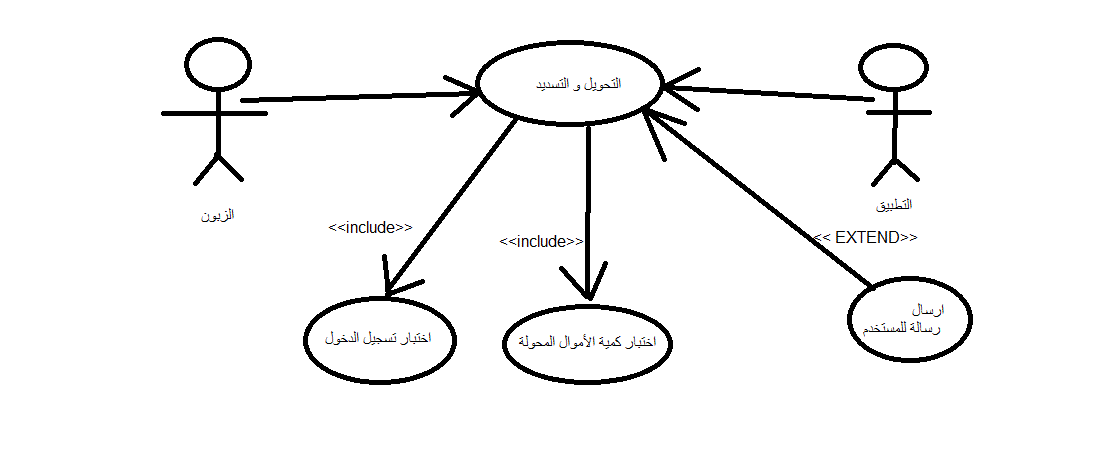 التحويل و التسديد
الزبون
التطبيق
<<include>>
<<include>>
<< EXTEND>>
اختبار تسجيل الدخول
اختبار كمية الأموال المحولة
ارسال
رسالة للمستخدم